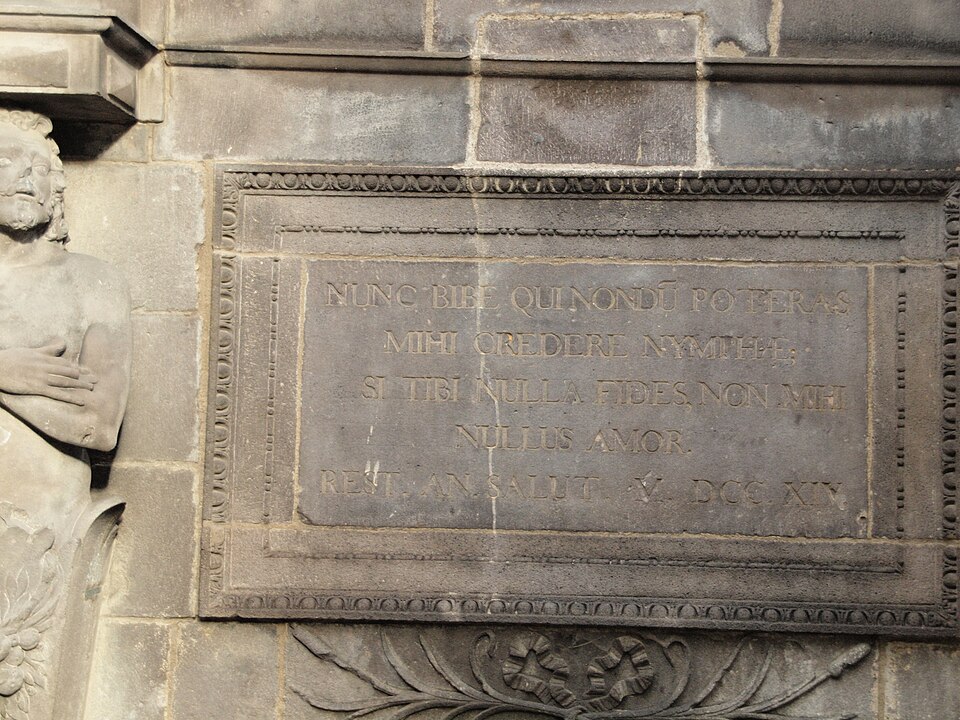 NUNC BIBE QUI NONDŪ POTERAS
MIHI CREDERE NYMPHÆ;
SI TIBI NULLA FIDES, NON MIHI
NULLUS AMOR.
REST. AN. SALUT. M. DCC. XIV.